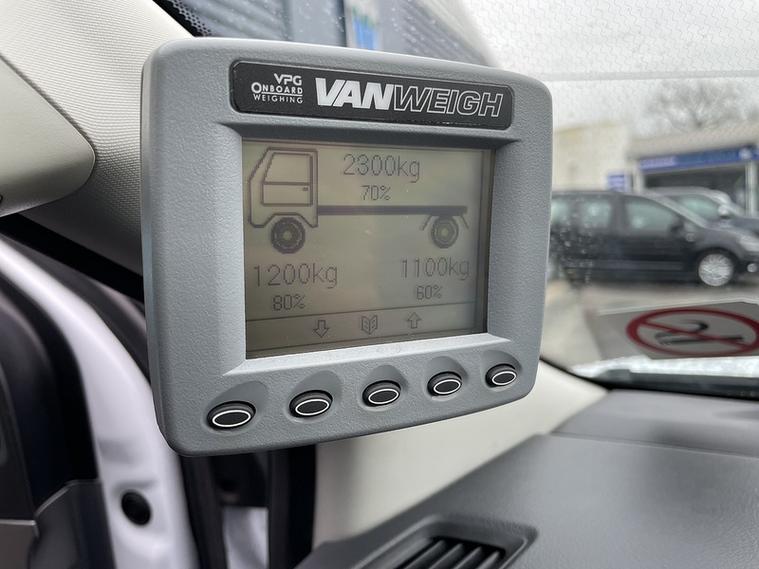 VPG
ONBOARD
WEIGHING
VANWEIGH
2300kg
70%
1200kg
1100kg
80%
60%